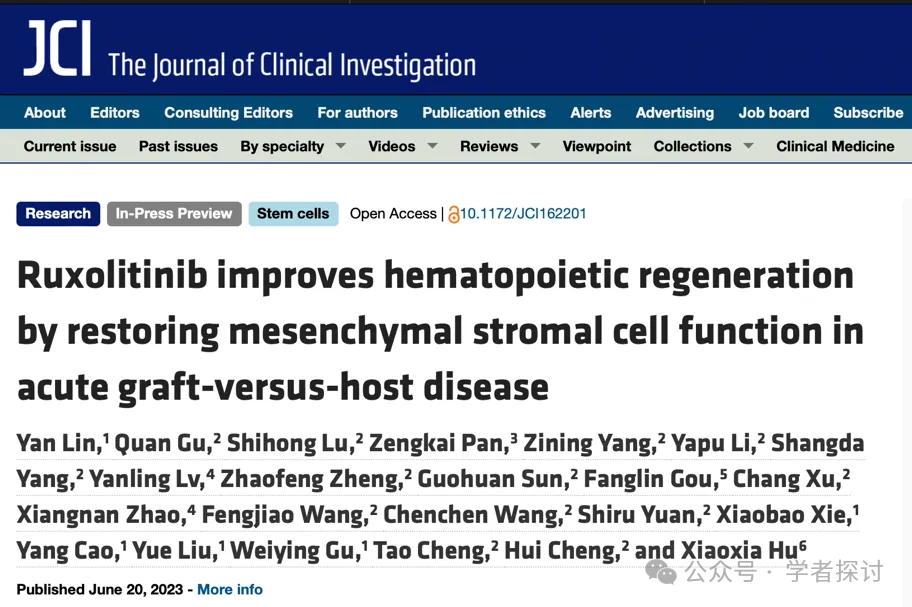 JCI The Journal of Clinical Investigation
About Editors Consulting Editors For authors Publication ethics Alerts Advertising Job board Subscribe
Current issue Past issues By specialty Videos Reviews Viewpoint Collections Clinical Medicine
Research In-Press Preview Stem cells Open Access | 10.1172/JCI162201
Ruxolitinib improves hematopoietic regeneration
by restoring mesenchymal stromal cell function in
acute graft-versus-host disease
Yan Lin,¹ Quan Gu,² Shihong Lu,² Zengkai Pan,³ Zining Yang,² Yapu Li,² Shangda
Yang,² Yanling Lv,⁴ Zhaofeng Zheng,² Guohuan Sun,² Fanglin Gou,⁵ Chang Xu,²
Xiangnan Zhao,⁴ Fengjiao Wang,² Chenchen Wang,² Shiru Yuan,² Xiaobao Xie,¹
Yang Cao,¹ Yue Liu,¹ Weiying Gu,¹ Tao Cheng,² Hui Cheng,² and Xiaoxia Hu⁶
公众号 · 学者探讨
Published June 20, 2023 - More info